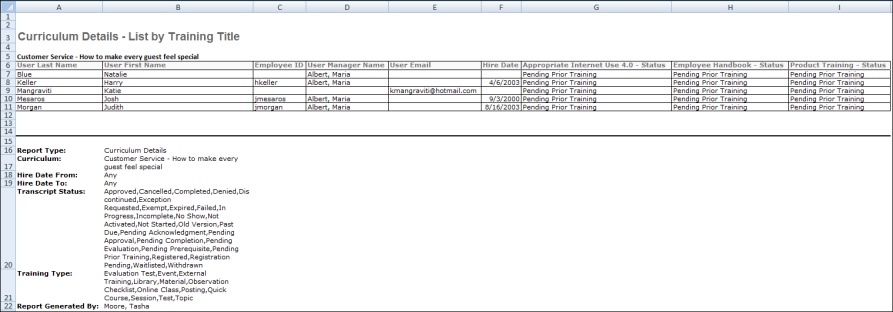 A B C D E F G H I
1
2
3 Curriculum Details - List by Training Title
4
5 Customer Service - How to make every guest feel special
6 User Last Name User First Name Employee ID User Manager Name User Email Hire Date Appropriate Internet Use 4.0 - Status Employee Handbook - Status Product Training - Status
7 Blue Natalie Albert, Maria Pending Prior Training Pending Prior Training Pending Prior Training
8 Keller Harry hkeller Albert, Maria 4/6/2003 Pending Prior Training Pending Prior Training Pending Prior Training
9 Mangraviti Katie kmangraviti@hotmail.com Pending Prior Training Pending Prior Training Pending Prior Training
10 Mesaros Josh jmesaros Albert, Maria 9/3/2000 Pending Prior Training Pending Prior Training Pending Prior Training
11 Morgan Judith jmorgan Albert, Maria 8/16/2003 Pending Prior Training Pending Prior Training Pending Prior Training
12
13
14
15
16 Report Type: Curriculum Details
Curriculum: Customer Service - How to make every
17 guest feel special
18 Hire Date From: Any
19 Hire Date To: Any
Transcript Status: Approved,Cancelled,Completed,Denied,Dis
continued,Exception
Requested,Exempt,Expired,Failed,In
Progress,Incomplete,No Show,Not
Activated,Not Started,Old Version,Past
Due,Pending Acknowledgment,Pending
Approval,Pending Completion,Pending
Evaluation,Pending Prerequisite,Pending
Prior Training,Registered,Registration
20 Pending,Waitlisted,Withdrawn
Training Type: Evaluation Test,Event,External
Training,Library,Material,Observation
Checklist,Online Class,Posting,Quick
21 Course,Session,Test,Topic
22 Report Generated By: Moore, Tasha